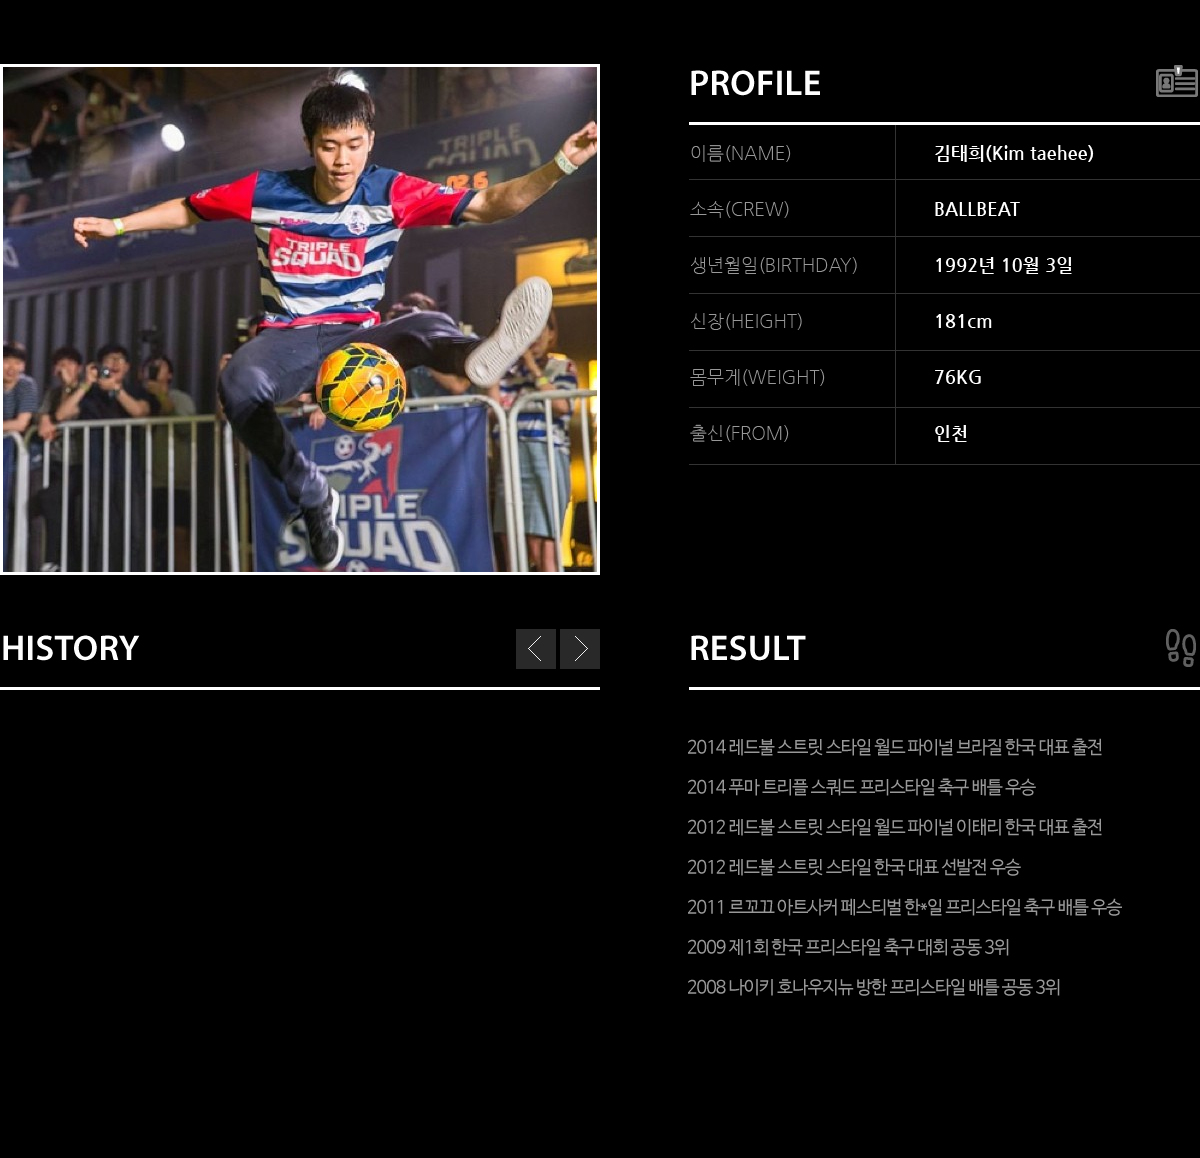 TRIPLE
SQUAD
TRIPLE
SQUAD
TRIPLE
SQUAD
PROFILE
이름(NAME) 김태희(Kim taehee)
소속(CREW) BALLBEAT
생년월일(BIRTHDAY) 1992년 10월 3일
신장(HEIGHT) 181cm
몸무게(WEIGHT) 76KG
출신(FROM) 인천
HISTORY
RESULT
2014 레드불 스트릿 스타일 월드 파이널 브라질 한국 대표 출전
2014 푸마 트리플 스쿼드 프리스타일 축구 배틀 우승
2012 레드불 스트릿 스타일 월드 파이널 이태리 한국 대표 출전
2012 레드불 스트릿 스타일 한국 대표 선발전 우승
2011 르꼬끄 아트사커 페스티벌 한*일 프리스타일 축구 배틀 우승
2009 제1회 한국 프리스타일 축구 대회 공동 3위
2008 나이키 호나우지뉴 방한 프리스타일 배틀 공동 3위